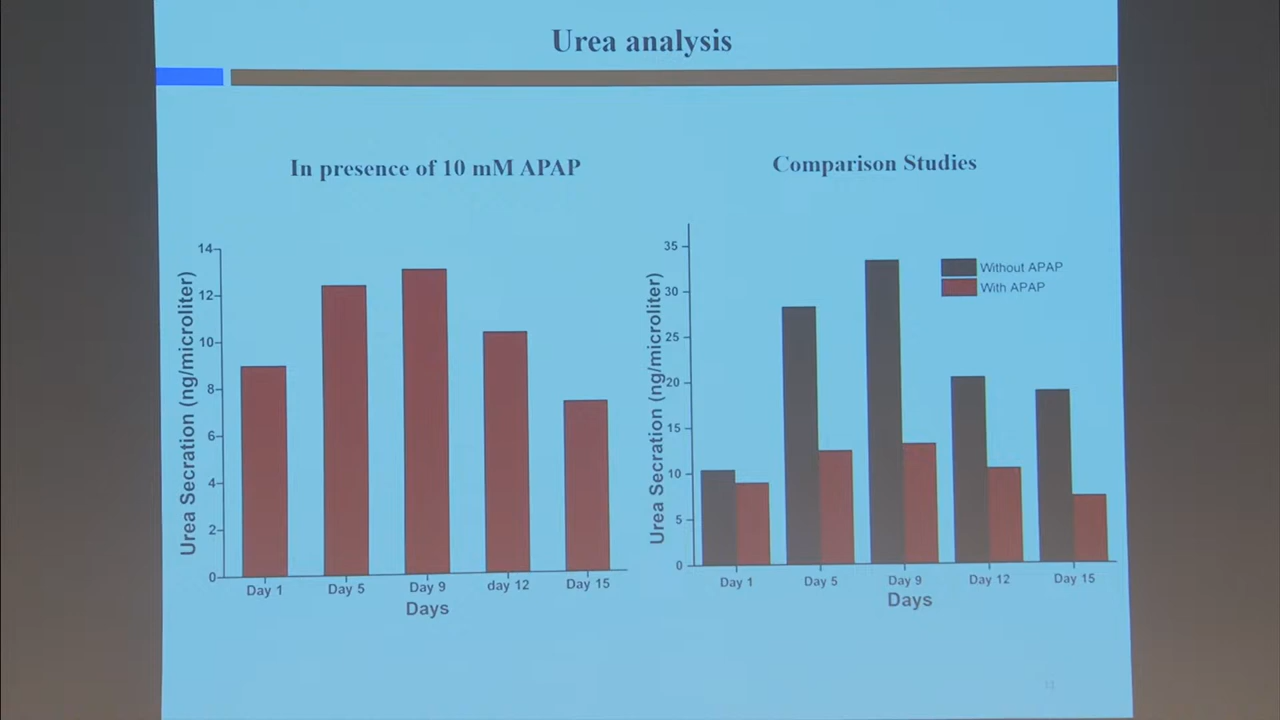 Urea analysis
In presence of 10 mM APAP
Urea Secration (ng/microliter)
14
12
10
8
6
4
2
0
Day 1 Day 5 Day 9 day 12 Day 15
Days
Comparison Studies
Urea Secration (ng/microliter)
35
30
25
20
15
10
5
0
Without APAP
With APAP
Day 1 Day 5 Day 9 Day 12 Day 15
Days